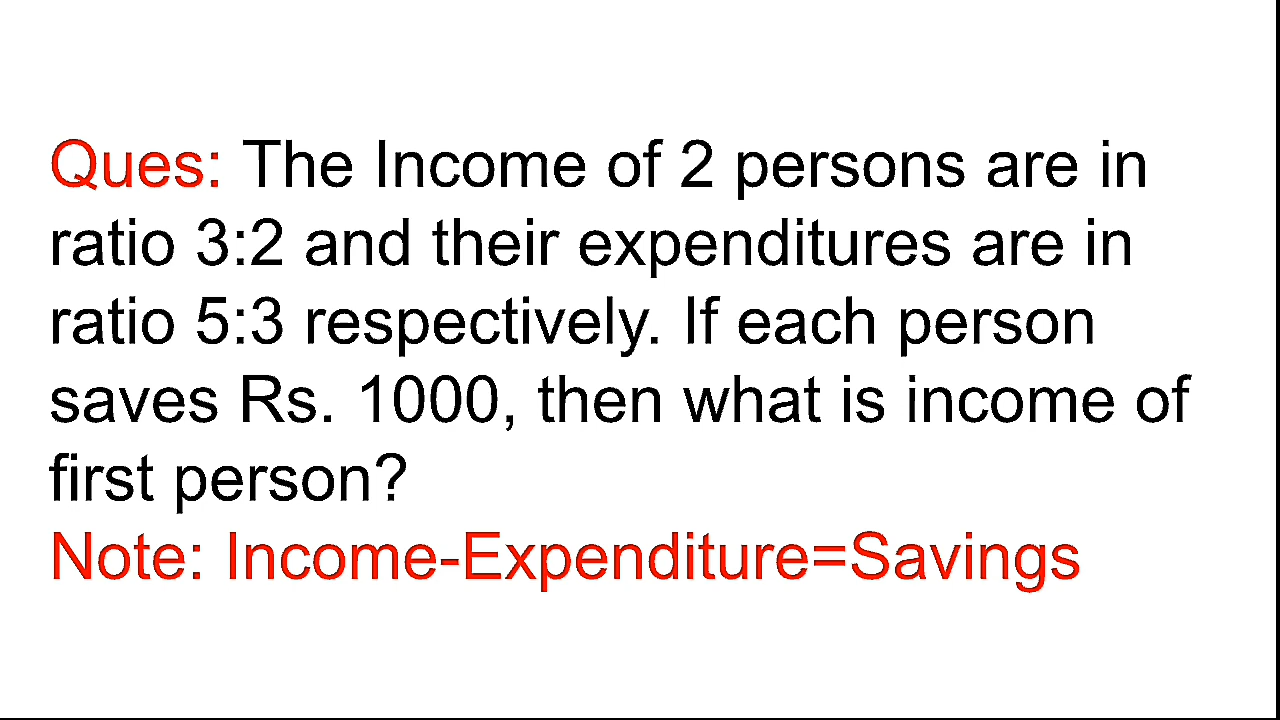 Ques: The Income of 2 persons are in
ratio 3:2 and their expenditures are in
ratio 5:3 respectively. If each person
saves Rs. 1000, then what is income of
first person?
Note: Income-Expenditure=Savings